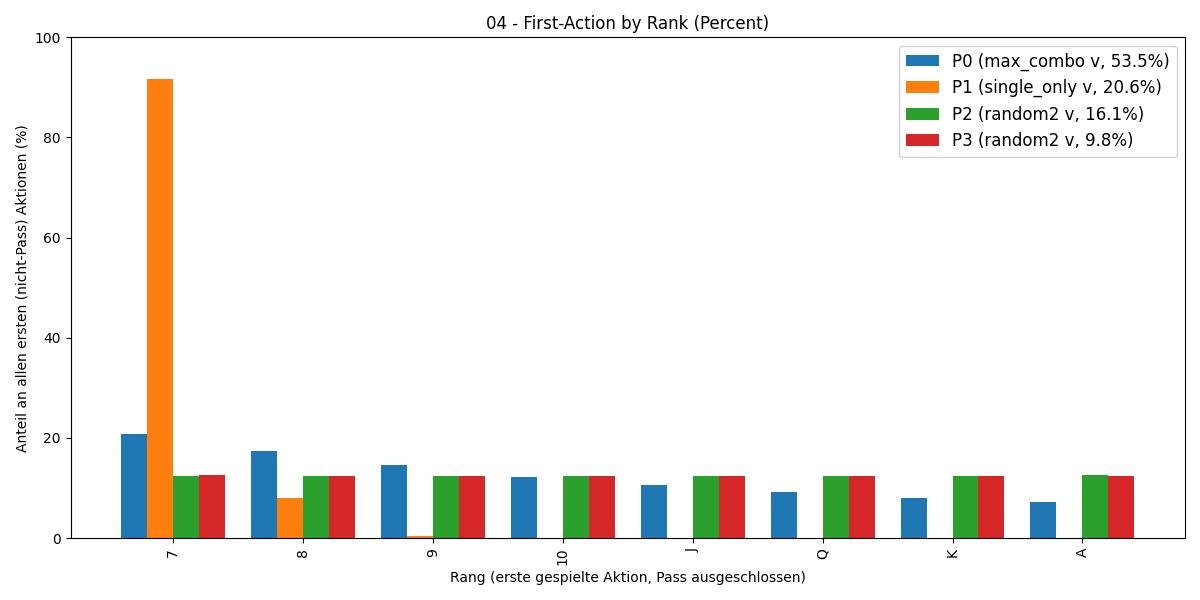 04 - First-Action by Rank (Percent)
Anteil an allen ersten (nicht-Pass) Aktionen (%)
100
80
60
40
20
0
P0 (max_combo v, 53.5%)
P1 (single_only v, 20.6%)
P2 (random2 v, 16.1%)
P3 (random2 v, 9.8%)
7
8
9
10
J
Q
K
A
Rang (erste gespielte Aktion, Pass ausgeschlossen)